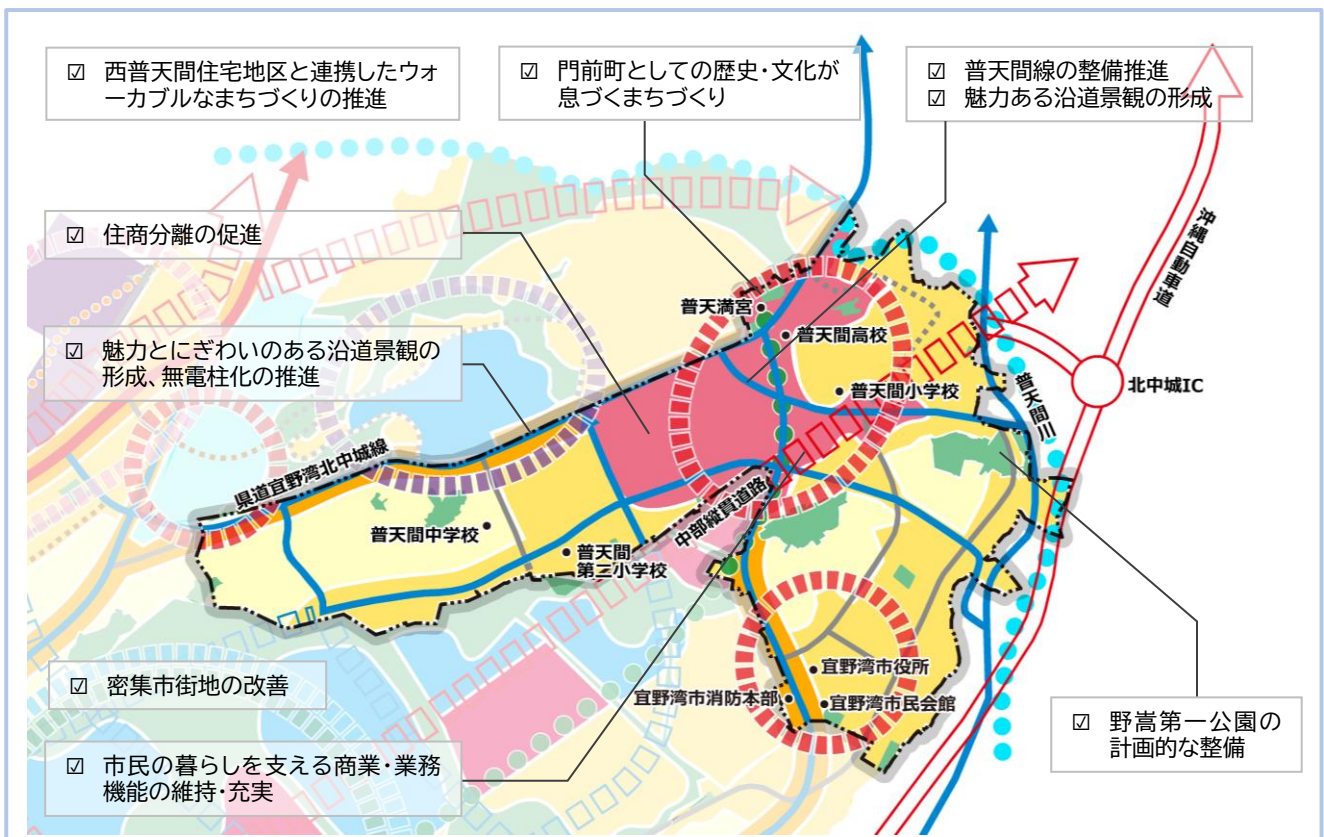 ☑ 西普天間住宅地区と連携したウォ
ーカブルなまちづくりの推進
☑ 門前町としての歴史・文化が
息づくまちづくり
☑ 普天間線の整備推進
☑ 魅力ある沿道景観の形成
☑ 住商分離の促進
☑ 魅力とにぎわいのある沿道景観の
形成、無電柱化の推進
沖縄自動車道
普天満宮
普天間高校
普天間小学校
北中城IC
普天間川
県道宜野湾北中城線
普天間中学校
普天間
第二小学校
中部縦貫道路
☑ 密集市街地の改善
宜野湾市役所
宜野湾市消防本部
宜野湾市民会館
☑ 野嵩第一公園の
計画的な整備
☑ 市民の暮らしを支える商業・業務
機能の維持・充実